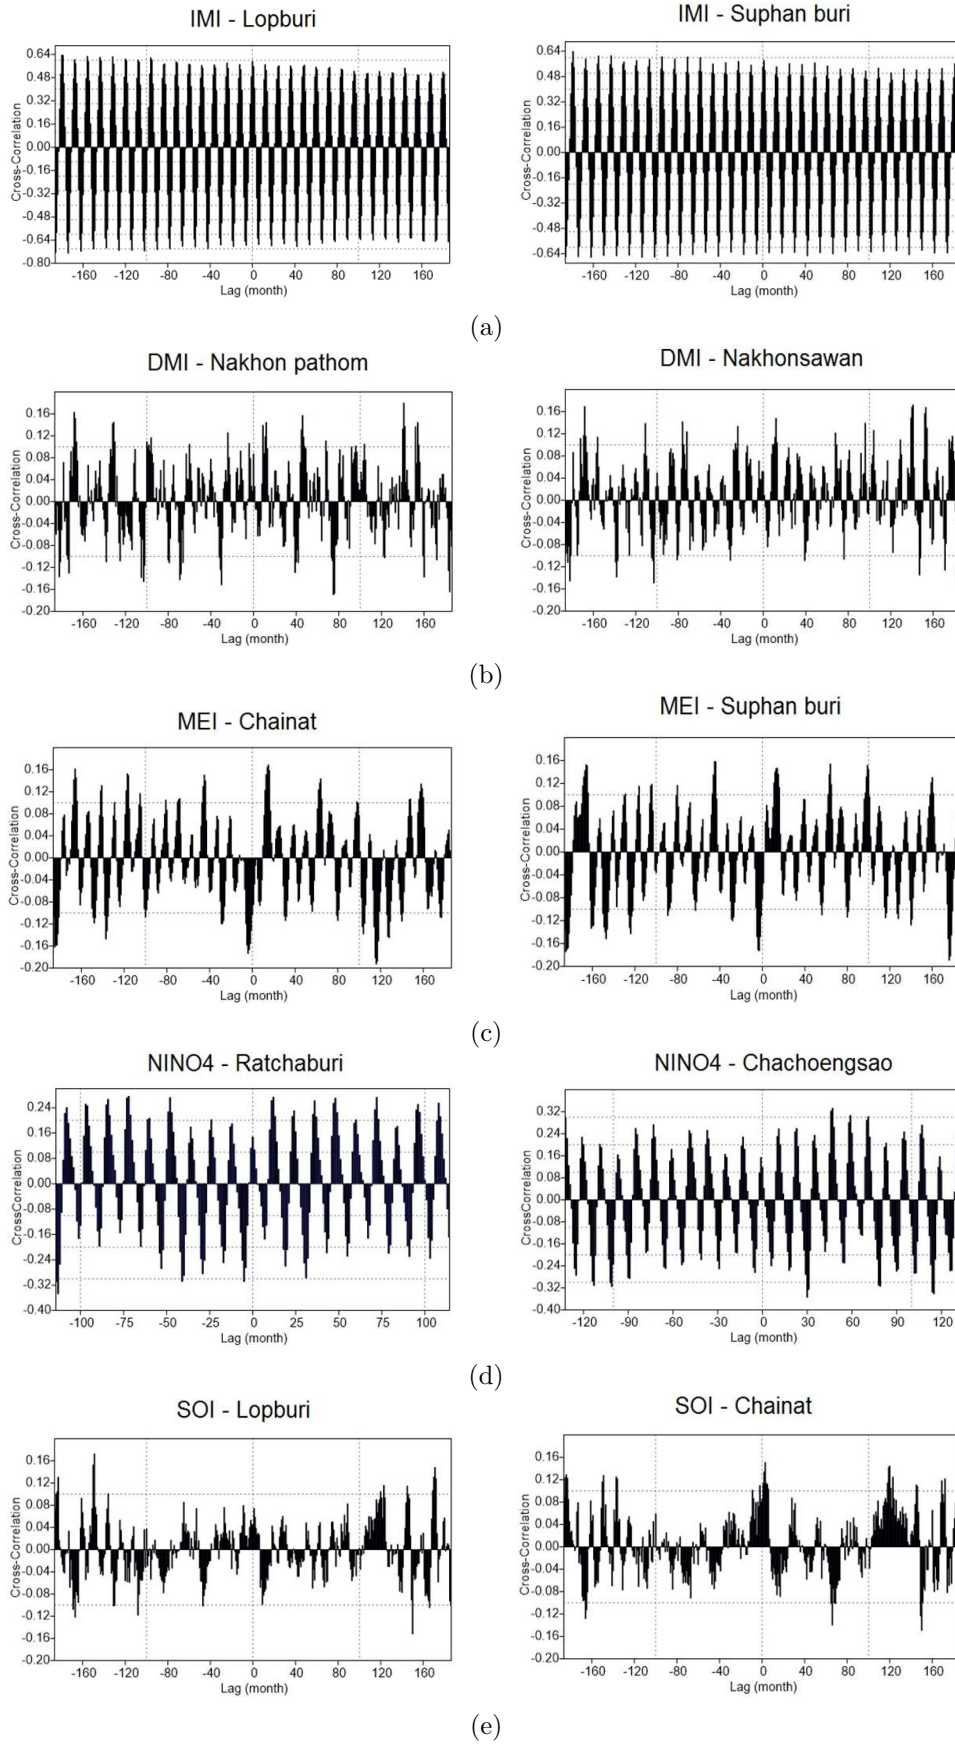 IMI - Lopburi
IMI - Suphan buri
0.64
0.48
0.32
0.16
0.00
-0.16
-0.32
-0.48
-0.64
-0.80
Cross-Correlation
-160 -120 -80 -40 0 40 80 120 160
Lag (month)
0.64
0.48
0.32
0.16
0.00
-0.16
-0.32
-0.48
-0.64
Cross-Correlation
-160 -120 -80 -40 0 40 80 120 160
Lag (month)
(a)
DMI - Nakhon pathom
DMI - Nakhonsawan
0.16
0.12
0.08
0.04
0.00
-0.04
-0.08
-0.12
-0.16
-0.20
Cross-Correlation
-160 -120 -80 -40 0 40 80 120 160
Lag (month)
0.16
0.12
0.08
0.04
0.00
-0.04
-0.08
-0.12
-0.16
-0.20
Cross-Correlation
-160 -120 -80 -40 0 40 80 120 160
Lag (month)
(b)
MEI - Chainat
MEI - Suphan buri
0.16
0.12
0.08
0.04
0.00
-0.04
-0.08
-0.12
-0.16
-0.20
Cross-Correlation
-160 -120 -80 -40 0 40 80 120 160
Lag (month)
0.16
0.12
0.08
0.04
0.00
-0.04
-0.08
-0.12
-0.16
-0.20
Cross-Correlation
-160 -120 -80 -40 0 40 80 120 160
Lag (month)
(c)
NINO4 - Ratchaburi
NINO4 - Chachoengsao
0.24
0.16
0.08
0.00
-0.08
-0.16
-0.24
-0.32
-0.40
CrossCorrelation
-100 -75 -50 -25 0 25 50 75 100
Lag (month)
0.32
0.24
0.16
0.08
0.00
-0.08
-0.16
-0.24
-0.32
-0.40
CrossCorrelation
-120 -90 -60 -30 0 30 60 90 120
Lag (month)
(d)
SOI - Lopburi
SOI - Chainat
0.16
0.12
0.08
0.04
0.00
-0.04
-0.08
-0.12
-0.16
-0.20
Cross-Correlation
-160 -120 -80 -40 0 40 80 120 160
Lag (month)
0.16
0.12
0.08
0.04
0.00
-0.04
-0.08
-0.12
-0.16
-0.20
Cross-Correlation
-160 -120 -80 -40 0 40 80 120 160
Lag (month)
(e)